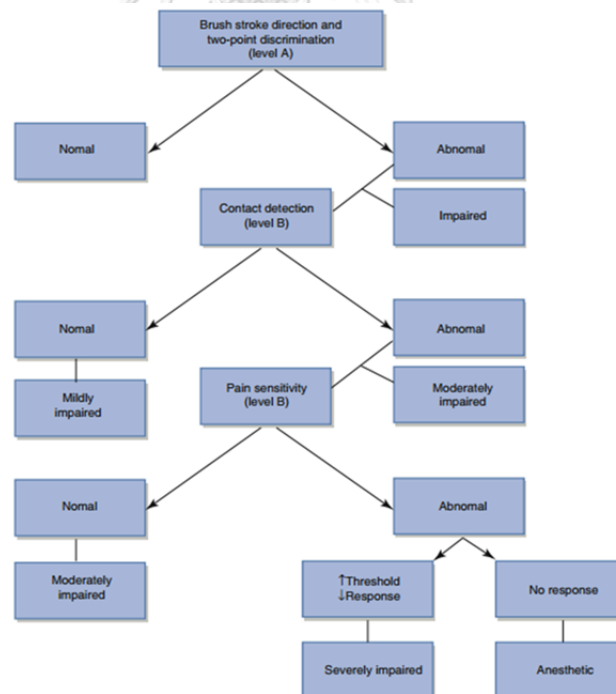 Brush stroke direction and
two-point discrimination
(level A)
Nomal
Abnomal
Contact detection
(level B)
Impaired
Nomal
Abnomal
Mildly
impaired
Pain sensitivity
(level B)
Moderately
impaired
Nomal
Abnomal
Moderately
impaired
↑Threshold
↓Response
No response
Severely impaired
Anesthetic